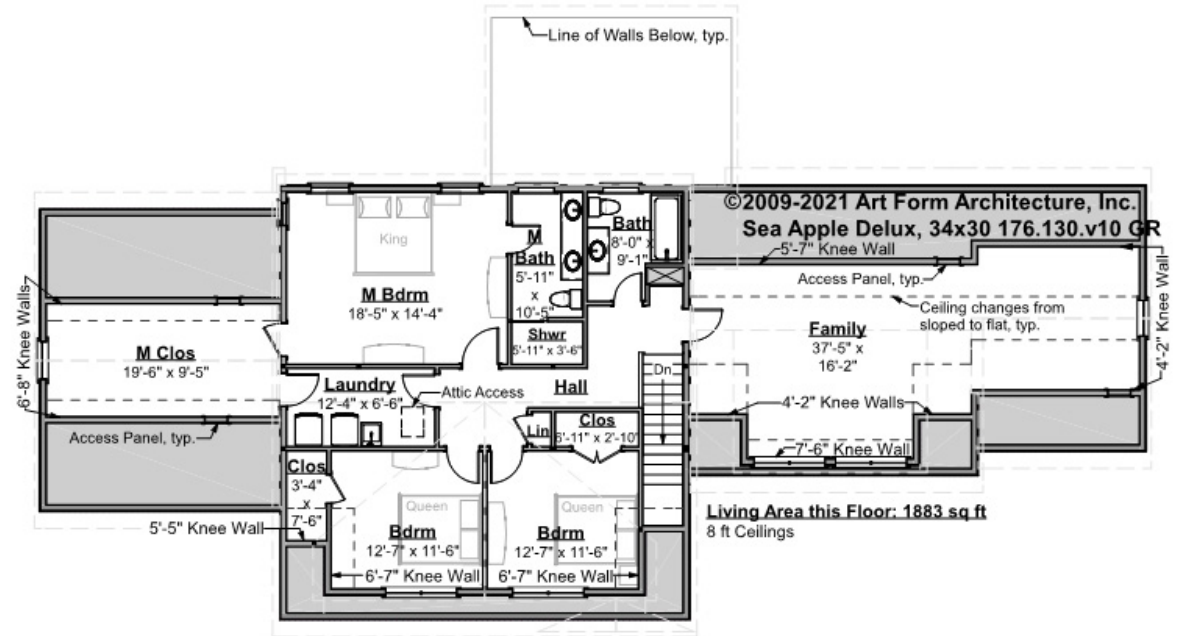 Line of Walls Below, typ.
©2009-2021 Art Form Architecture, Inc.
Sea Apple Delux, 34x30 176.130.v10 GR
5'-7" Knee Wall
Access Panel, typ.
Ceiling changes from
sloped to flat, typ.
4'-2" Knee Wall
Family
37'-5" x
16'-2"
4'-2" Knee Walls
7'-6" Knee Wall
King
M Bdrm
18'-5" x 14'-4"
M
Bath
5'-11"
x
10'-5"
Bath
8'-0" x
9'-1"
Shwr
5'-11" x 3'-6"
6'-8" Knee Walls
M Clos
19'-6" x 9'-5"
Access Panel, typ.
Laundry
12'-4" x 6'-6"
Attic Access
Hall
Dn
Lin
Clos
6'-11" x 2'-10"
Clos
3'-4"
x
7'-6"
5'-5" Knee Wall
Queen
Bdrm
12'-7" x 11'-6"
6'-7" Knee Wall
Queen
Bdrm
12'-7" x 11'-6"
6'-7" Knee Wall
Living Area this Floor: 1883 sq ft
8 ft Ceilings